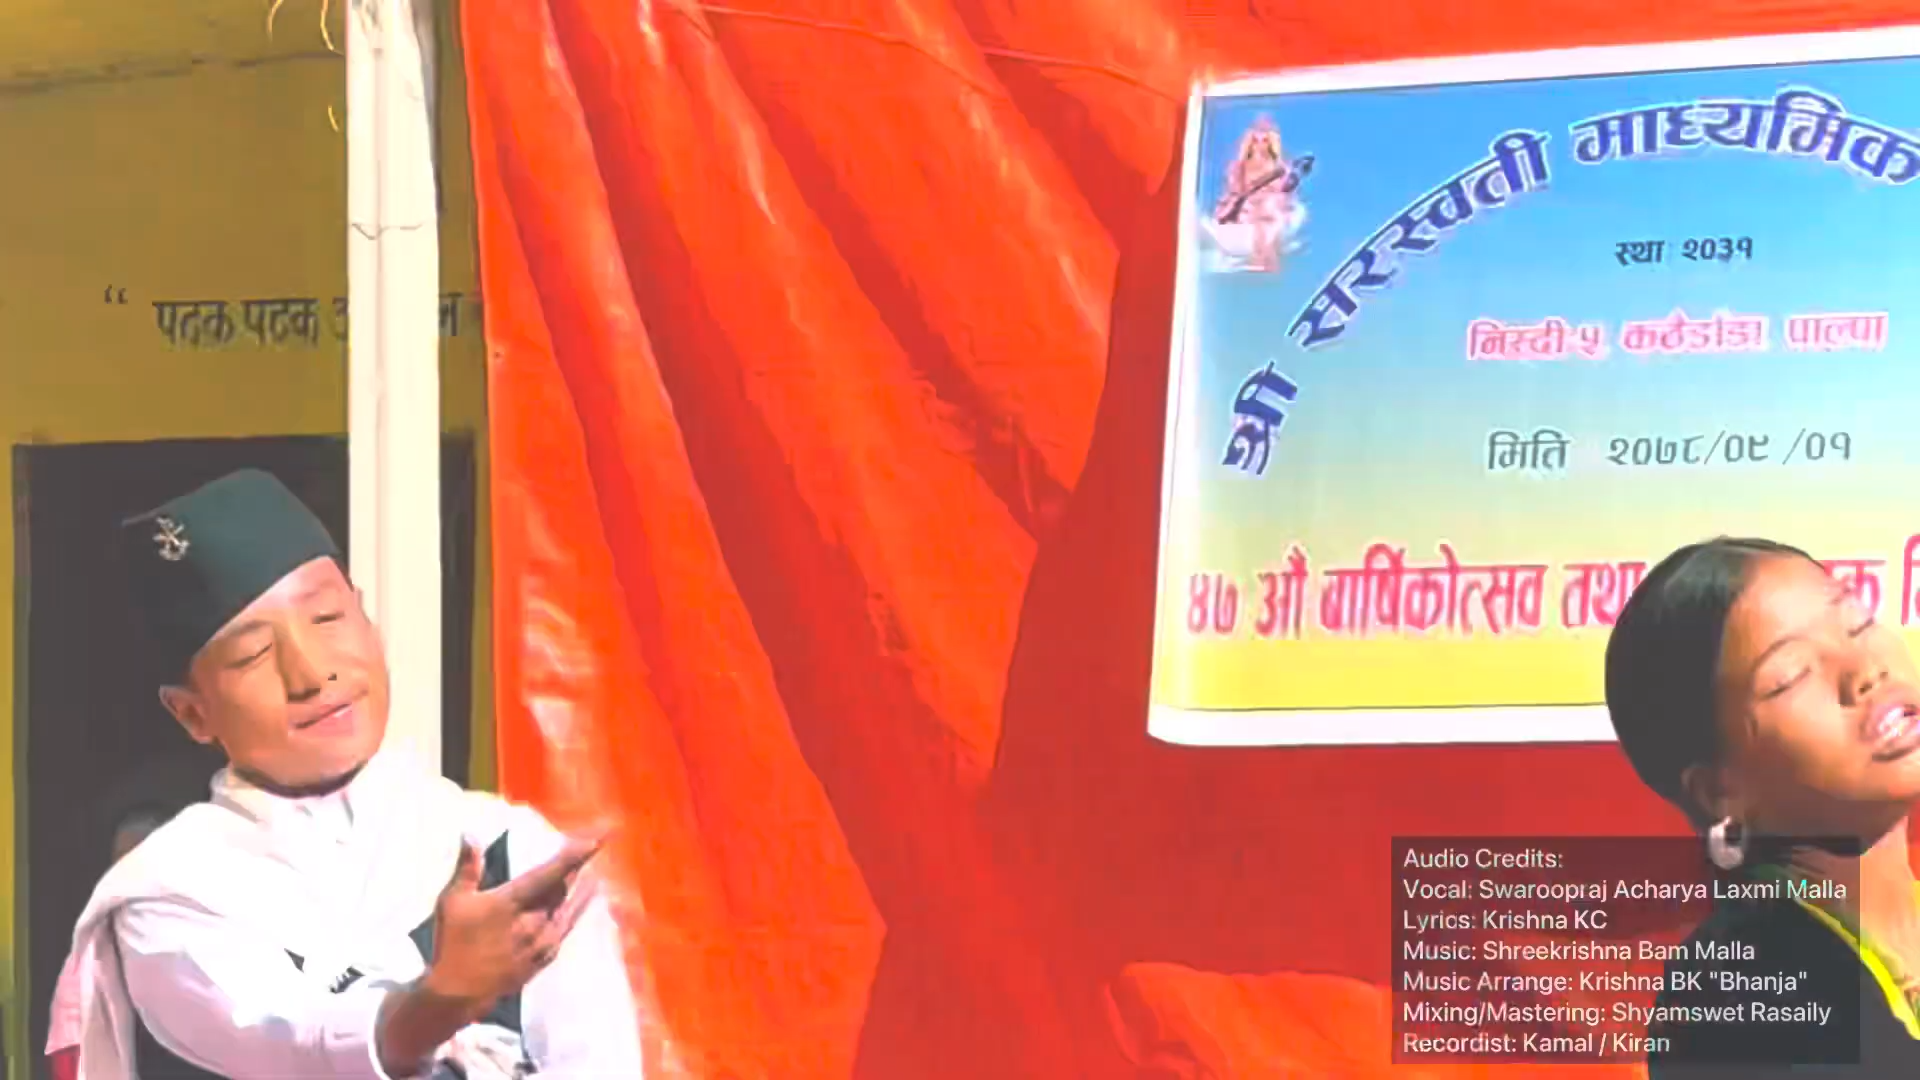 “ पटक पटक
श्री सरस्वती माध्यमिक
स्था २०३१
निस्दी ५ कठैडाँडा पाल्पा
मिति २०७८/०९ /०१
४७ औ बार्षिकोत्सव तथा
Audio Credits:
Vocal: Swaroopraj Acharya Laxmi Malla
Lyrics: Krishna KC
Music: Shreekrishna Bam Malla
Music Arrange: Krishna BK "Bhanja"
Mixing/Mastering: Shyamswet Rasaily
Recordist: Kamal / Kiran